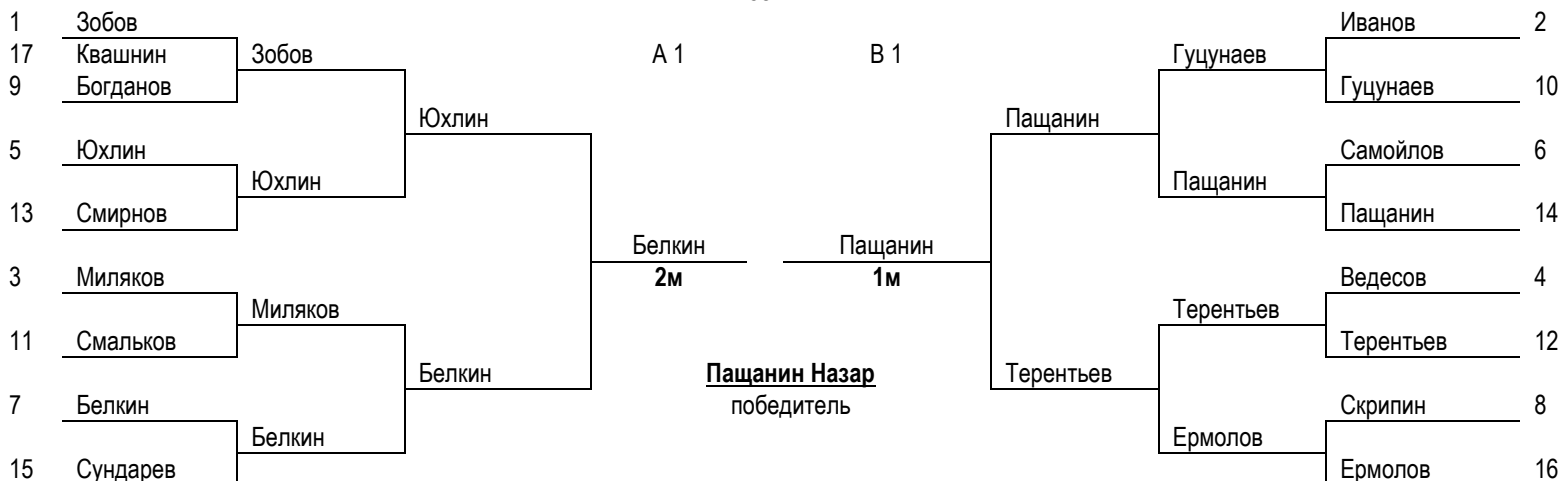 1 Зобов Иванов 2
17 Квашнин Зобов А 1 В 1 Гуцунаев
9 Богданов Гуцунаев 10
Юхлин Пащанин
5 Юхлин Самойлов 6
Юхлин Пащанин
13 Смирнов Пащанин 14
Белкин Пащанин
3 Миляков 2м 1м Ведесов 4
Миляков Терентьев
11 Смальков Терентьев 12
Белкин Пащанин Назар Терентьев
7 Белкин победитель Скрипин 8
Белкин Ермолов
15 Сундарев Ермолов 16